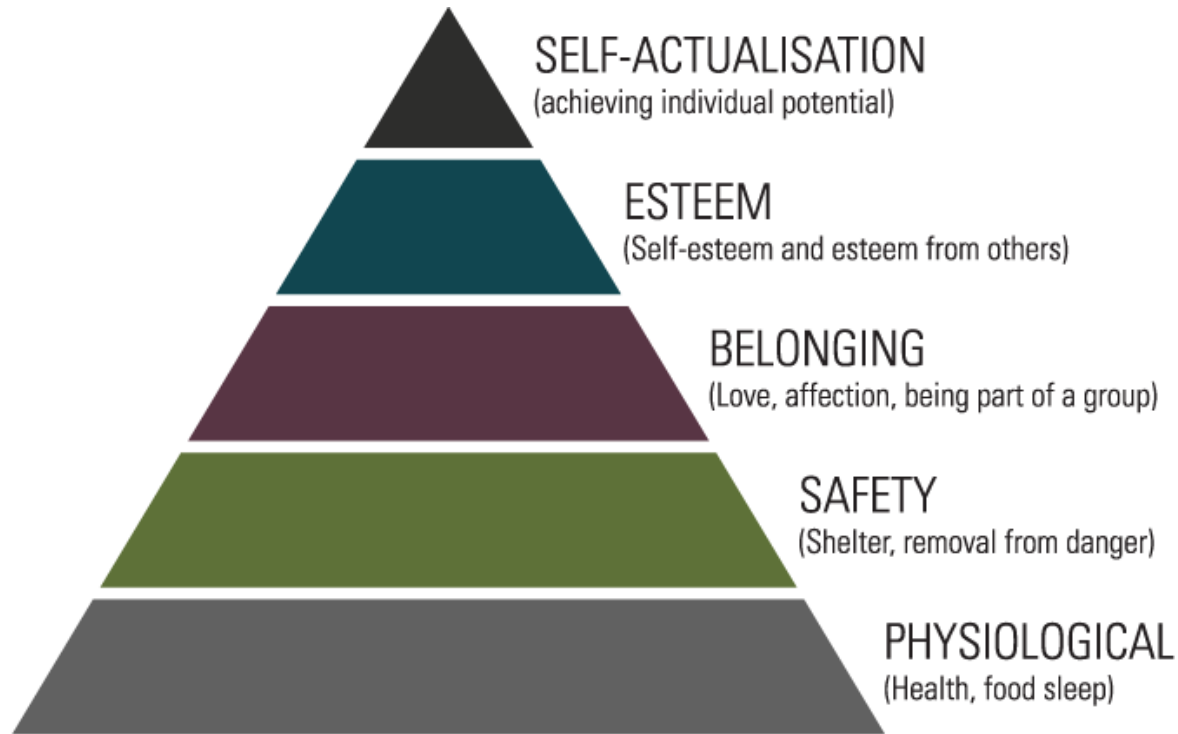 SELF-ACTUALISATION
(achieving individual potential)
ESTEEM
(Self-esteem and esteem from others)
BELONGING
(Love, affection, being part of a group)
SAFETY
(Shelter, removal from danger)
PHYSIOLOGICAL
(Health, food sleep)